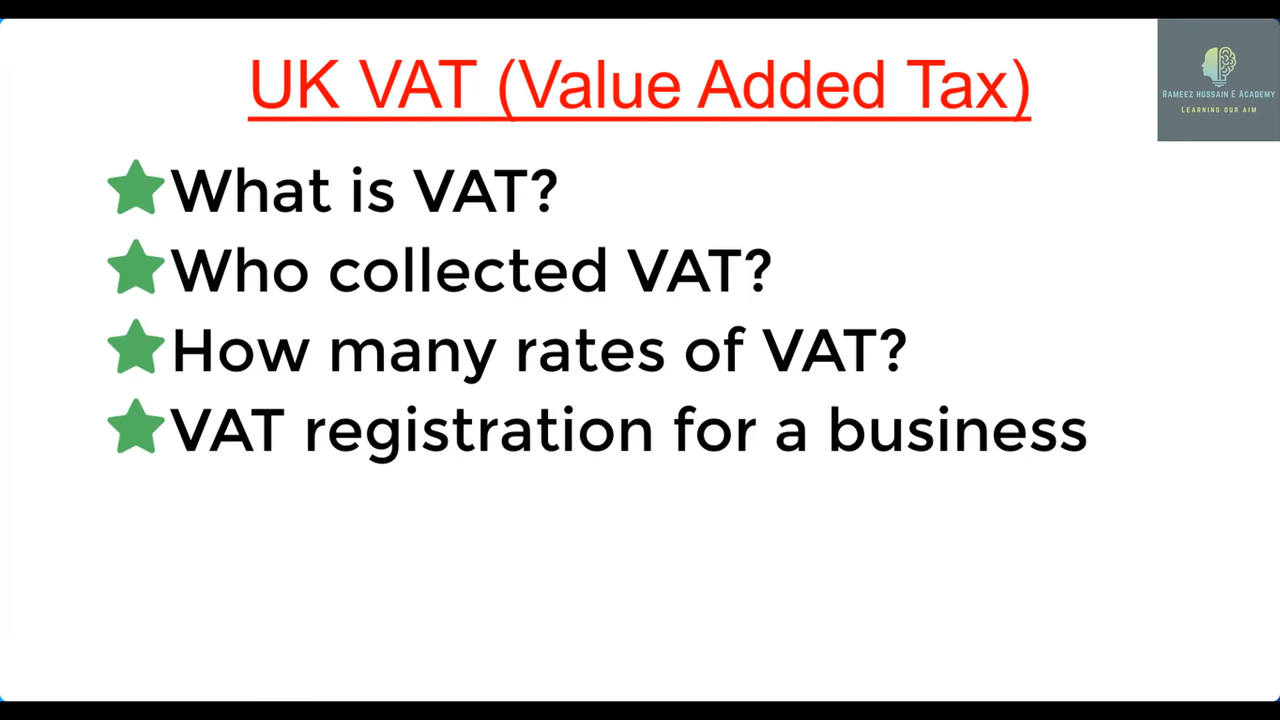 UK VAT (Value Added Tax)
RAMEEZ HUSSAIN E ACADEMY
LEARNING OUR AIM
What is VAT?
Who collected VAT?
How many rates of VAT?
VAT registration for a business